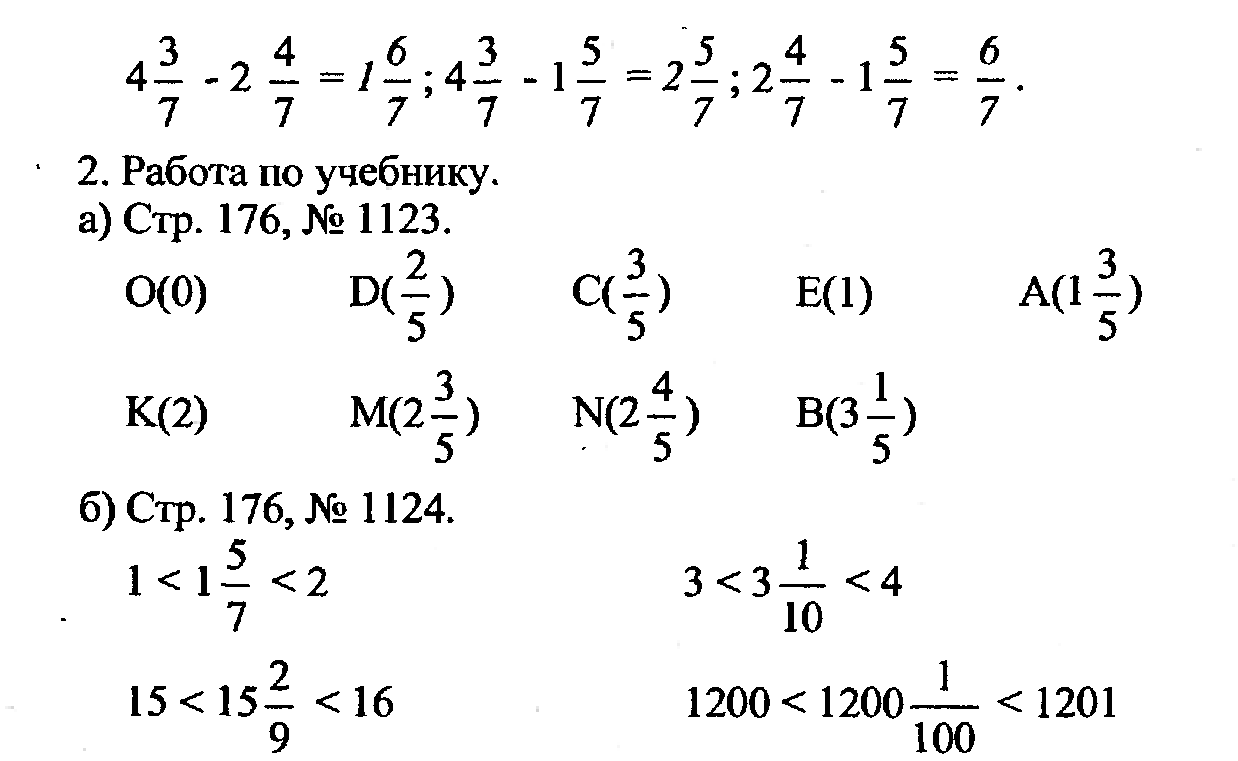 4 3/7 - 2 4/7 = 1 6/7; 4 3/7 - 1 5/7 = 2 5/7; 2 4/7 - 1 5/7 = 6/7.
2. Работа по учебнику.
а) Стр. 176, № 1123.
O(0) D(2/5) C(3/5) E(1) A(1 3/5)
K(2) M(2 3/5) N(2 4/5) B(3 1/5)
б) Стр. 176, № 1124.
1 < 1 5/7 < 2 3 < 3 1/10 < 4
15 < 15 2/9 < 16 1200 < 1200 1/100 < 1201